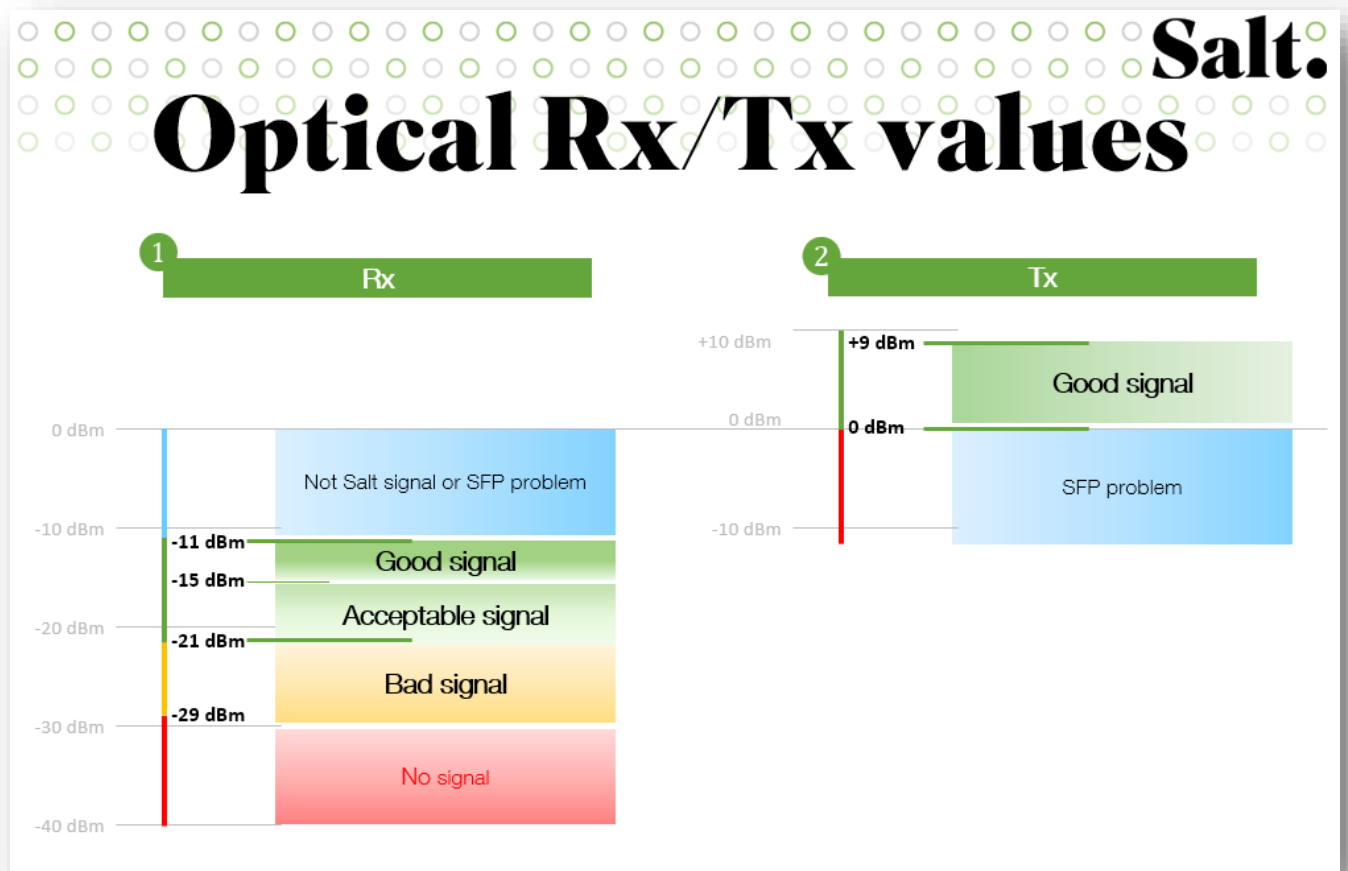 Salt.
Optical Rx/Tx values
1
Rx
0 dBm
-10 dBm
-20 dBm
-30 dBm
-40 dBm
-11 dBm
-15 dBm
-21 dBm
-29 dBm
Not Salt signal or SFP problem
Good signal
Acceptable signal
Bad signal
No signal
2
Tx
+10 dBm
0 dBm
-10 dBm
+9 dBm
0 dBm
Good signal
SFP problem